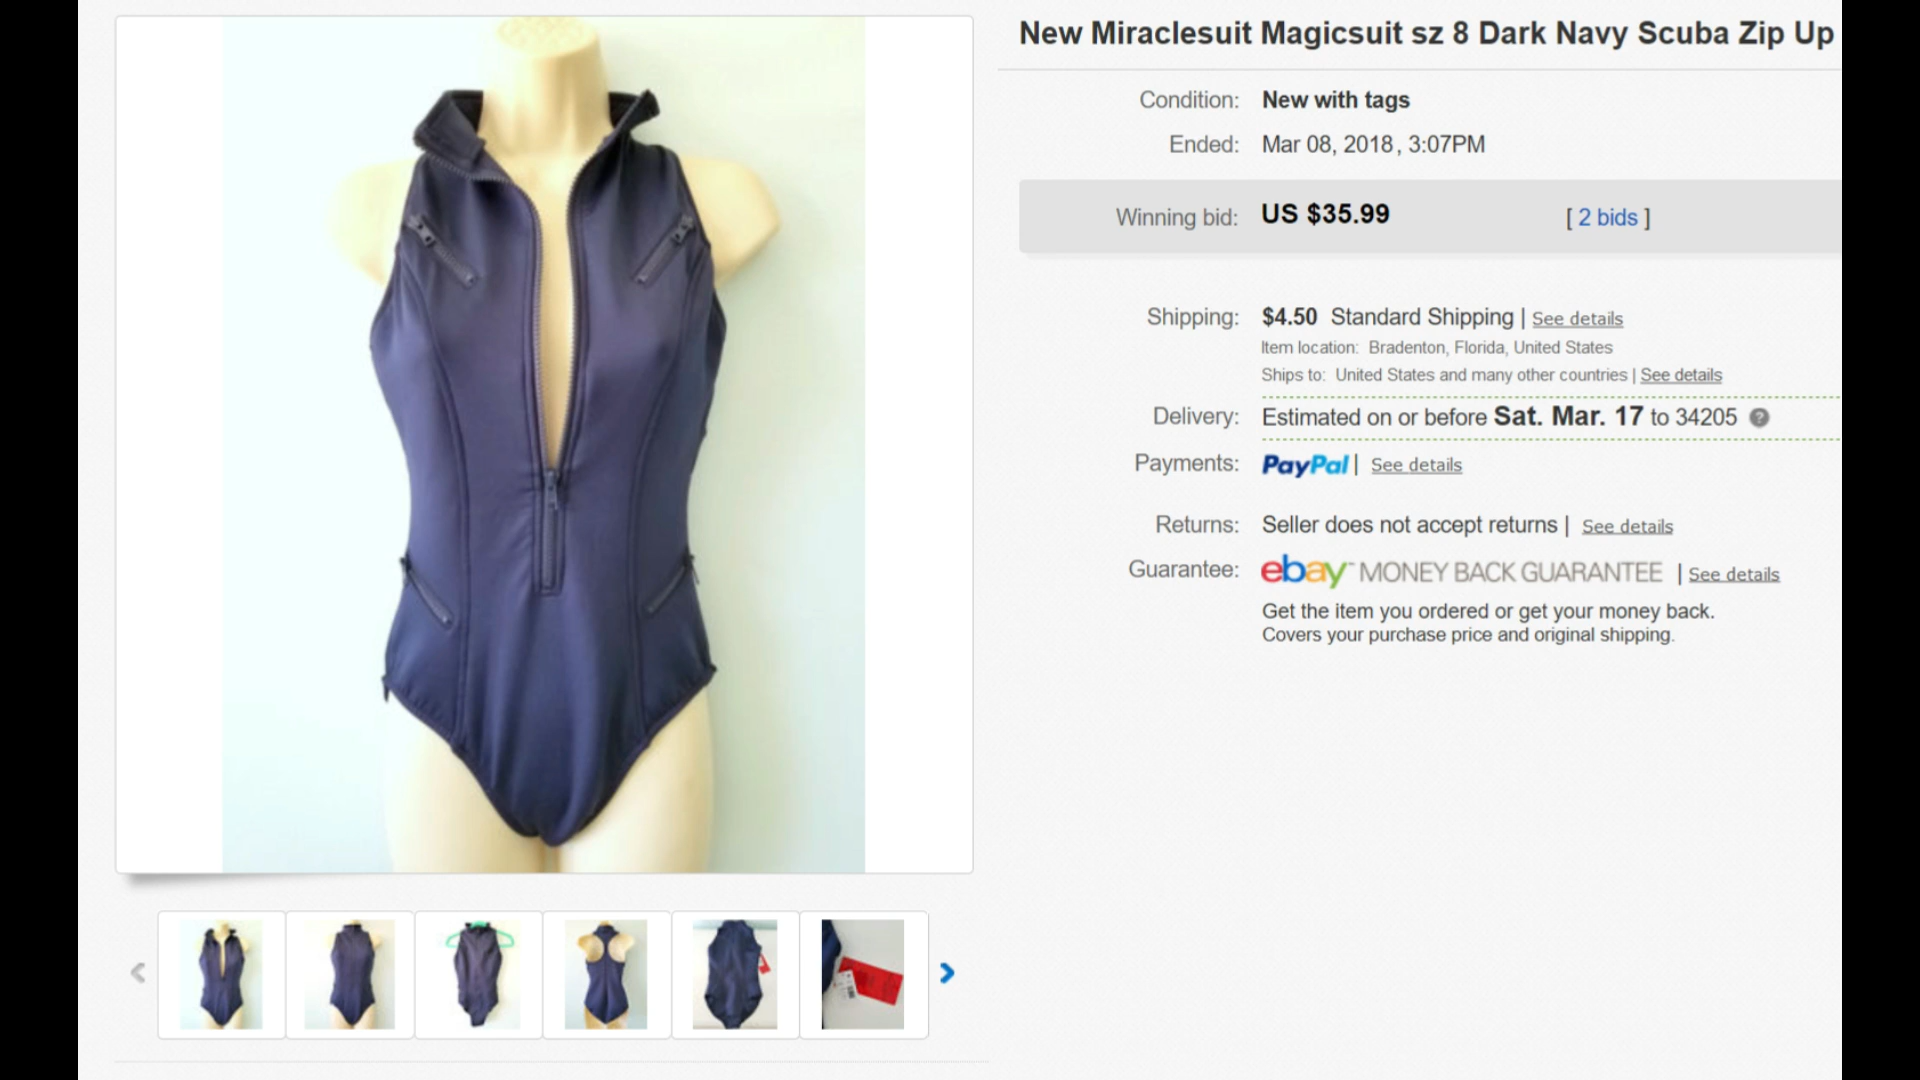 New Miraclesuit Magicsuit sz 8 Dark Navy Scuba Zip Up
Condition: New with tags
Ended: Mar 08, 2018, 3:07PM
Winning bid: US $35.99 [ 2 bids ]
Shipping: $4.50 Standard Shipping | See details
Item location: Bradenton, Florida, United States
Ships to: United States and many other countries | See details
Delivery: Estimated on or before Sat. Mar. 17 to 34205 ?
Payments: PayPal | See details
Returns: Seller does not accept returns | See details
Guarantee: ebay™ MONEY BACK GUARANTEE | See details
Get the item you ordered or get your money back.
Covers your purchase price and original shipping.